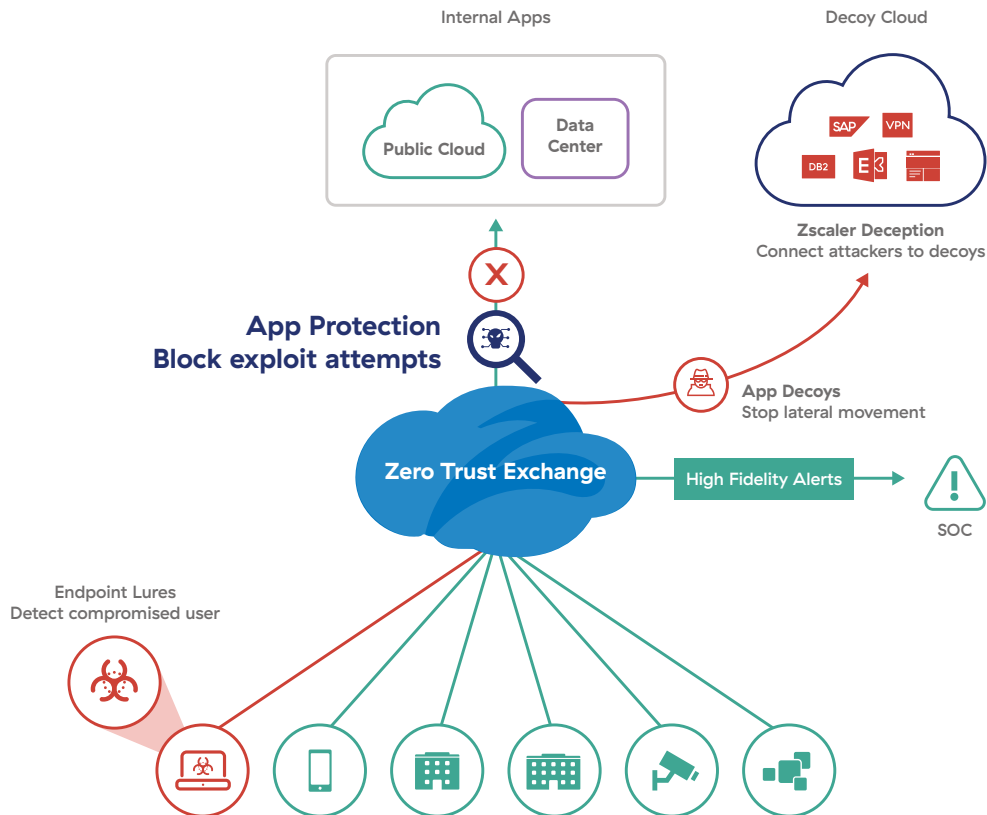 Internal Apps
Decoy Cloud
Public Cloud
Data
Center
SAP
VPN
DB2
E
Zscaler Deception
Connect attackers to decoys
X
App Protection
Block exploit attempts
App Decoys
Stop lateral movement
Zero Trust Exchange
High Fidelity Alerts
!
SOC
Endpoint Lures
Detect compromised user